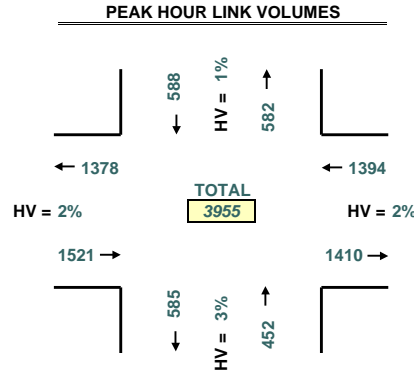 PEAK HOUR LINK VOLUMES
588
HV = 1%
582
← 1378
← 1394
TOTAL
HV = 2%
3955
HV = 2%
1521 →
1410 →
585
HV = 3%
452